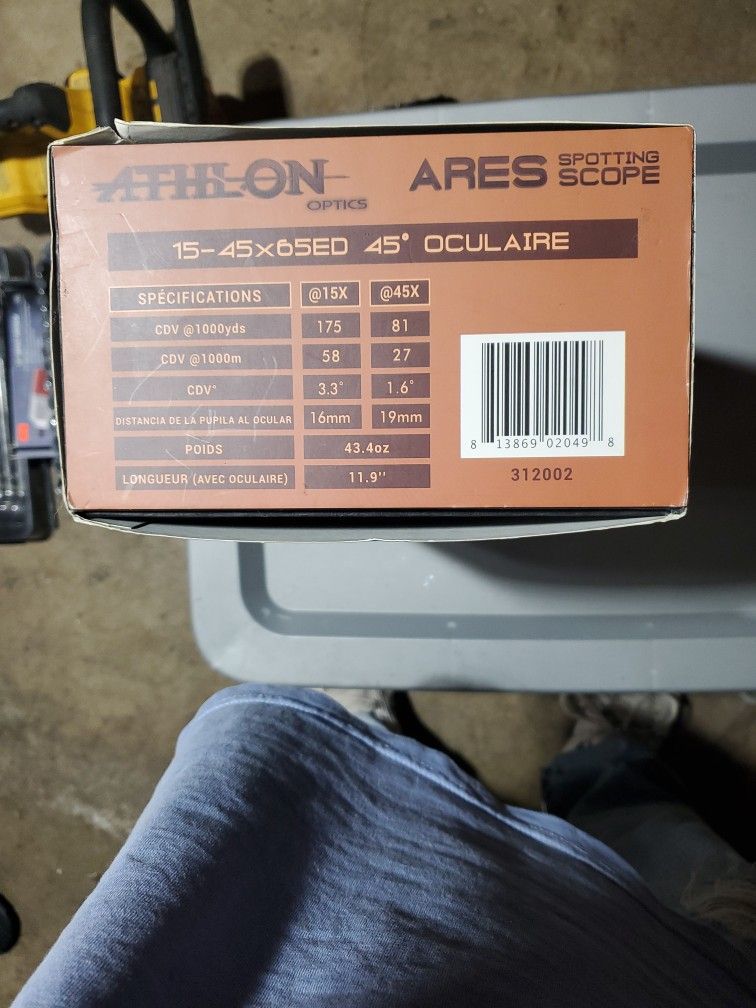 ATHLON
OPTICS
ARES SPOTTING SCOPE
15-45x65ED 45° OCULAIRE
SPÉCIFICATIONS @15X @45X
CDV @1000yds 175 81
CDV @1000m 58 27
CDV° 3.3° 1.6°
DISTANCIA DE LA PUPILA AL OCULAR 16mm 19mm
POIDS 43.4oz
LONGUEUR (AVEC OCULAIRE) 11.9''
8 13869 02049 8
312002